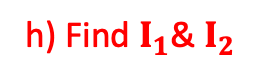 h) Find I₁& I₂